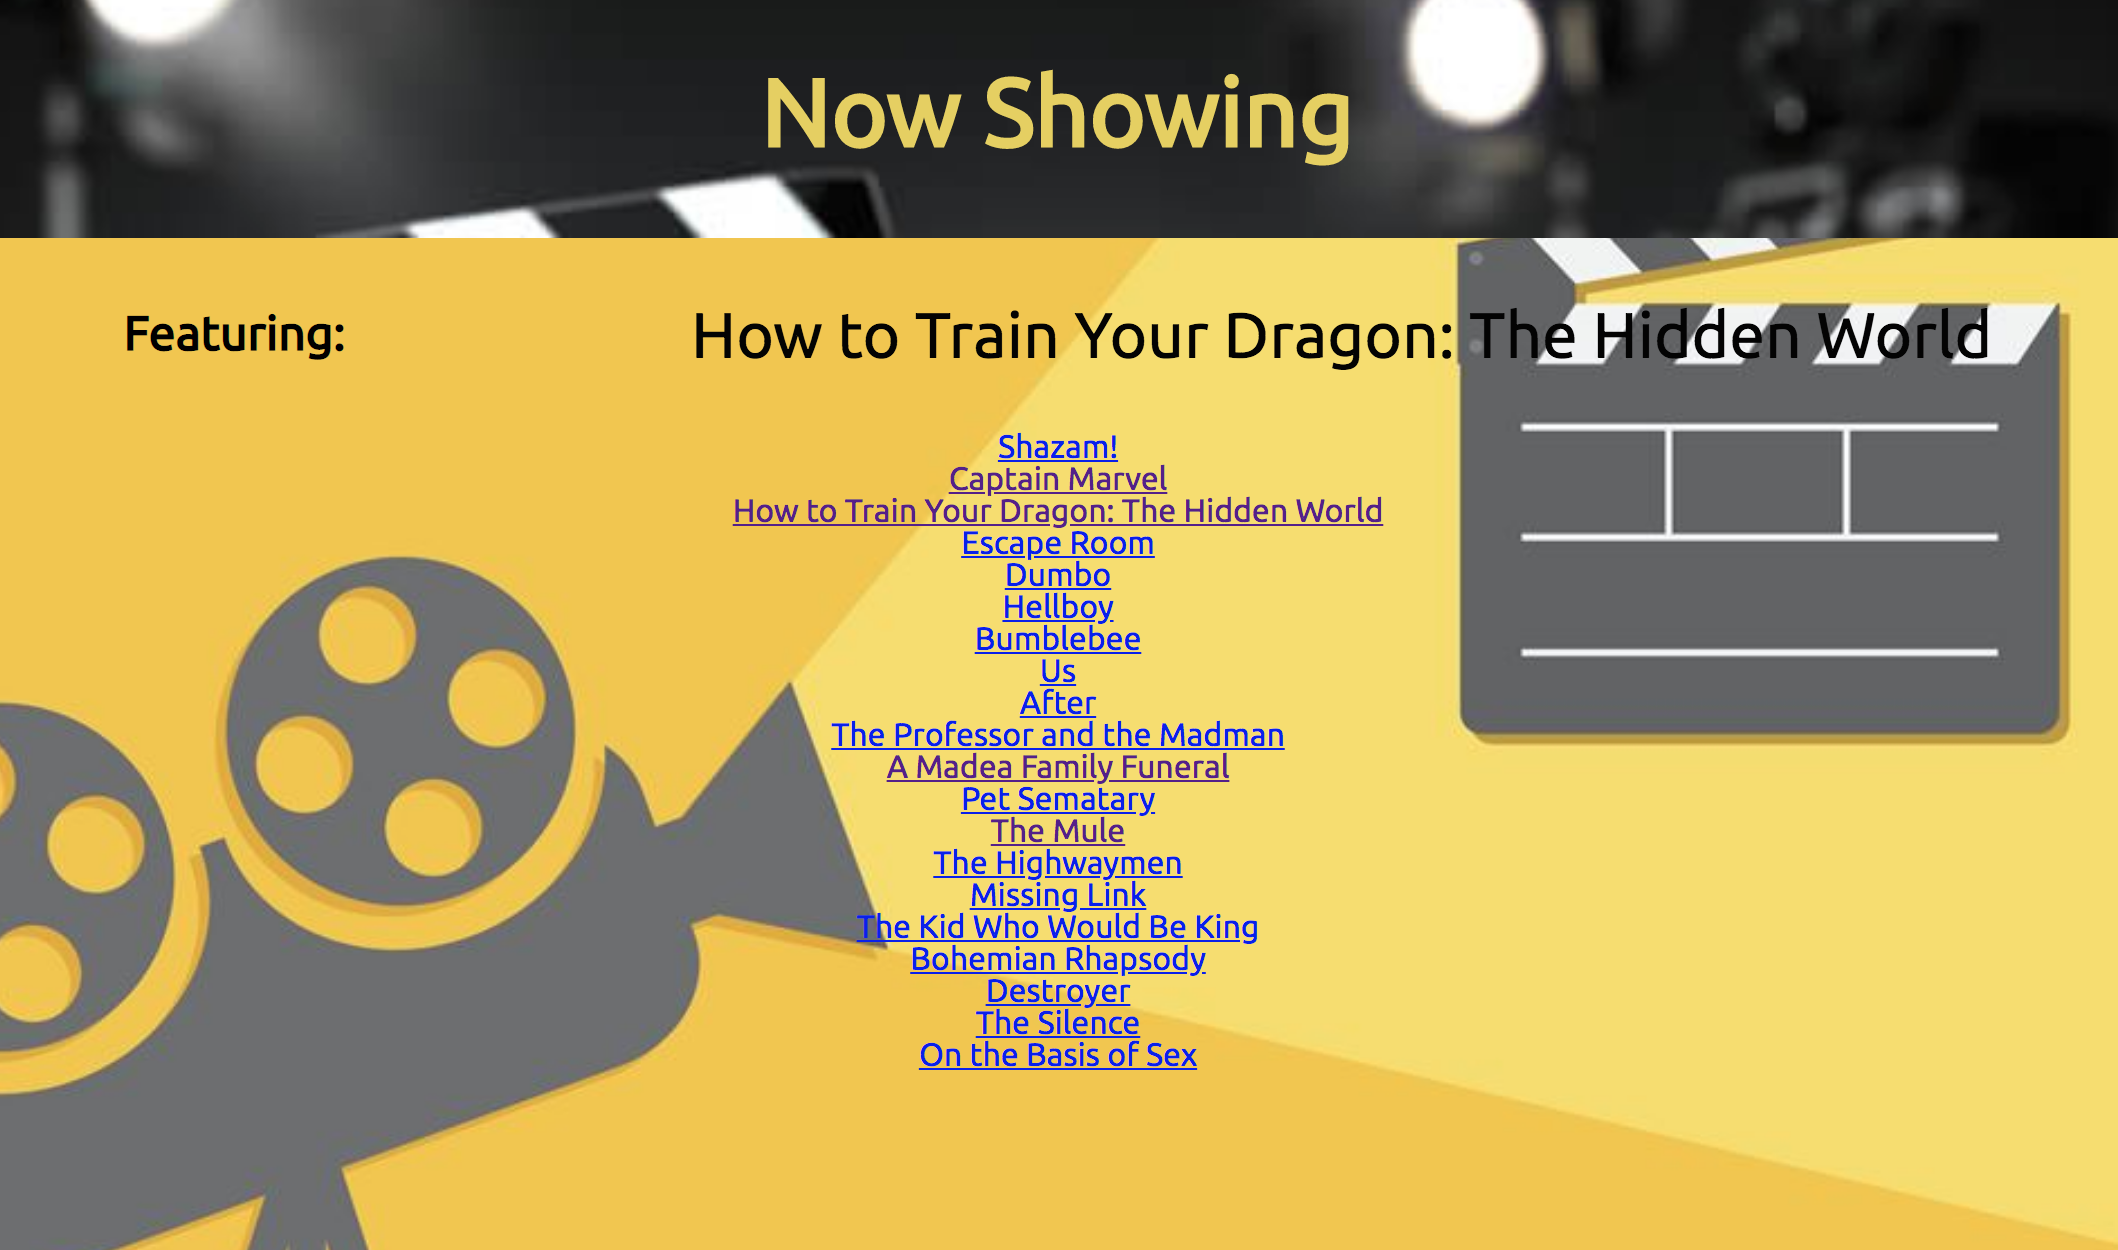 Now Showing
Featuring:
How to Train Your Dragon: The Hidden World
Shazam!
Captain Marvel
How to Train Your Dragon: The Hidden World
Escape Room
Dumbo
Hellboy
Bumblebee
Us
After
The Professor and the Madman
A Madea Family Funeral
Pet Sematary
The Mule
The Highwaymen
Missing Link
The Kid Who Would Be King
Bohemian Rhapsody
Destroyer
The Silence
On the Basis of Sex